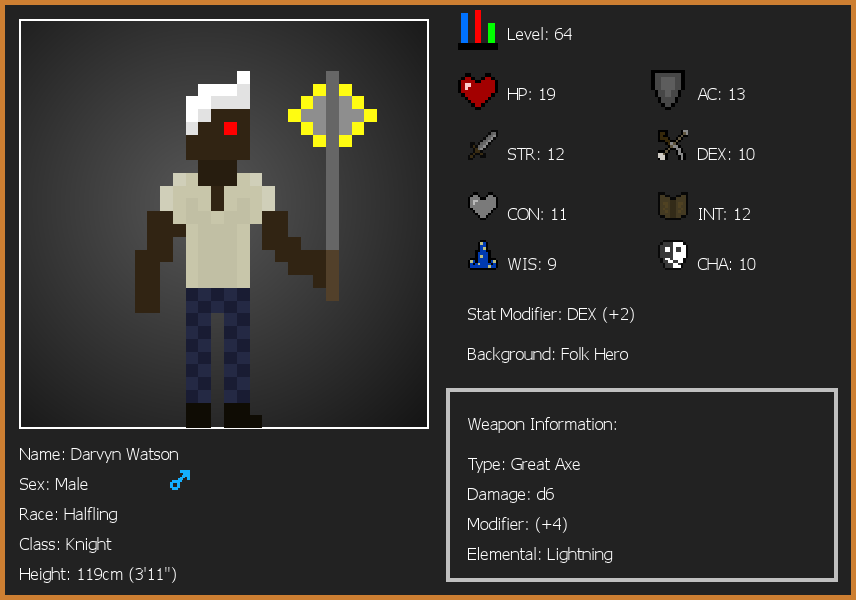 Level: 64
HP: 19
AC: 13
STR: 12
DEX: 10
CON: 11
INT: 12
WIS: 9
CHA: 10
Stat Modifier: DEX (+2)
Background: Folk Hero
Weapon Information:
Type: Great Axe
Damage: d6
Modifier: (+4)
Elemental: Lightning
Name: Darvyn Watson
Sex: Male
Race: Halfling
Class: Knight
Height: 119cm (3'11")